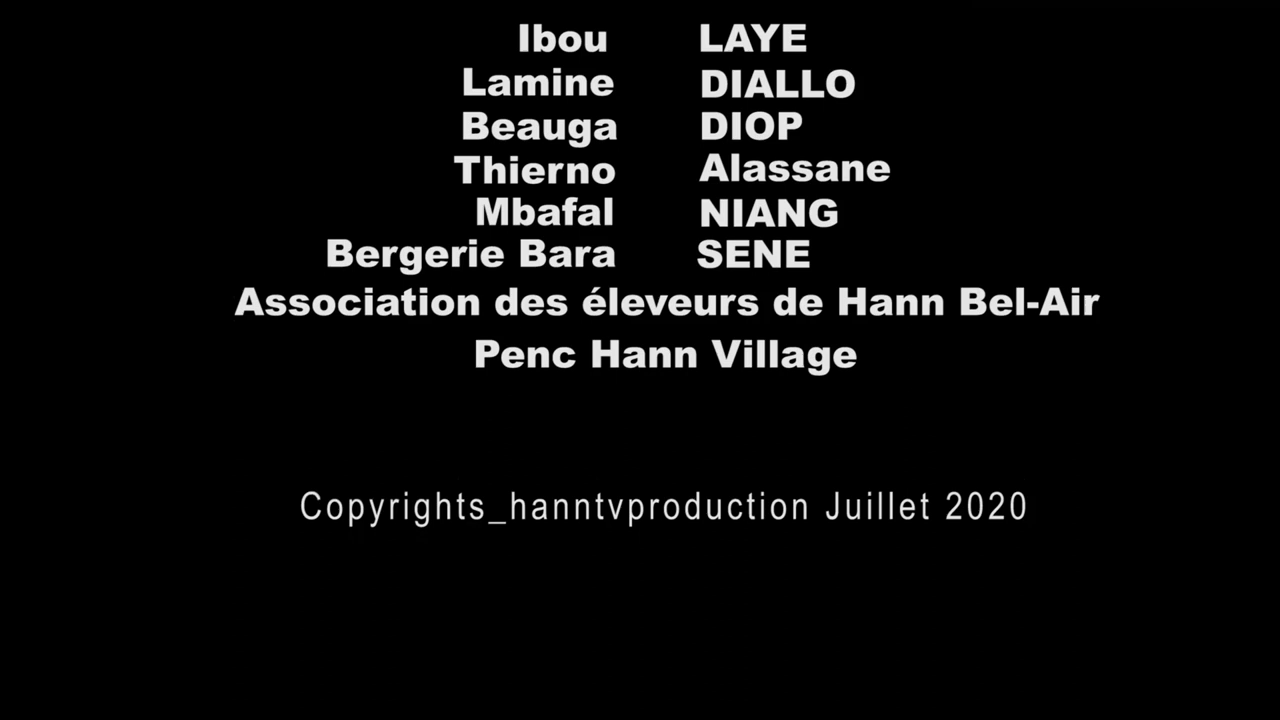 Ibou LAYE
Lamine DIALLO
Beauga DIOP
Thierno Alassane
Mbafal NIANG
Bergerie Bara SENE
Association des éleveurs de Hann Bel-Air
Penc Hann Village
Copyrights_hanntvproduction Juillet 2020